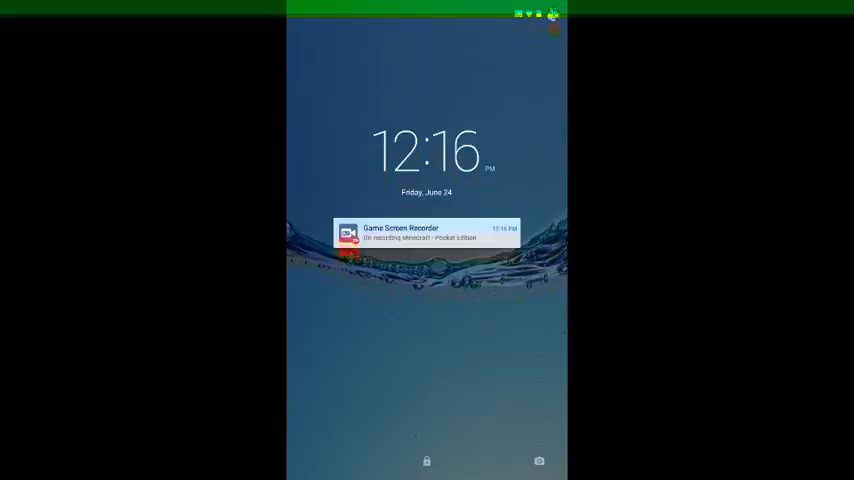 12:16 PM
Friday, June 24
Game Screen Recorder 12:16 PM
On recording Minecraft - Pocket Edition